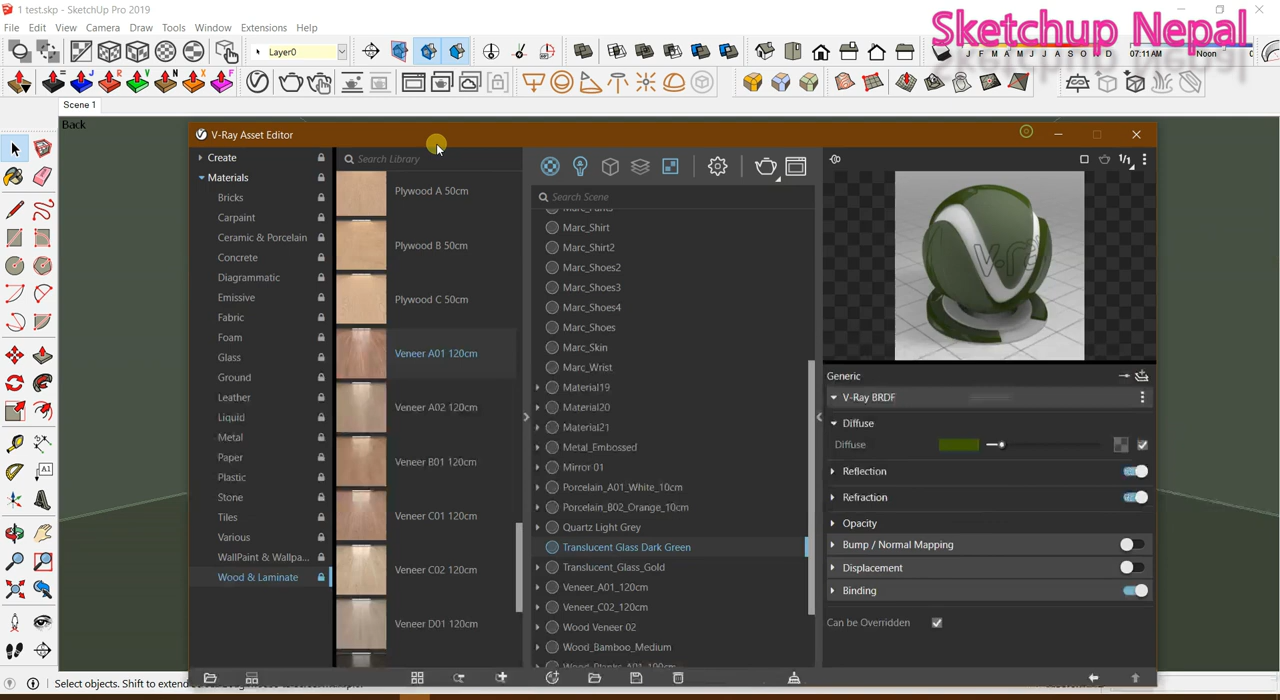 1 test.skp - SketchUp Pro 2019
File Edit View Camera Draw Tools Window Extensions Help
Sketchup Nepal
Layer0
J F M A M J J A S O N D 07:11 AM Noon
Scene 1
Back
V-Ray Asset Editor
Create
Materials
Bricks
Carpaint
Ceramic & Porcelain
Concrete
Diagrammatic
Emissive
Fabric
Foam
Glass
Ground
Leather
Liquid
Metal
Paper
Plastic
Stone
Tiles
Various
WallPaint & Wallpa...
Wood & Laminate
Search Library
Plywood A 50cm
Plywood B 50cm
Plywood C 50cm
Veneer A01 120cm
Veneer A02 120cm
Veneer B01 120cm
Veneer C01 120cm
Veneer C02 120cm
Veneer D01 120cm
Search Scene
Marc_Shirt
Marc_Shirt2
Marc_Shoes2
Marc_Shoes3
Marc_Shoes4
Marc_Shoes
Marc_Skin
Marc_Wrist
Material19
Material20
Material21
Metal_Embossed
Mirror 01
Porcelain_A01_White_10cm
Porcelain_B02_Orange_10cm
Quartz Light Grey
Translucent Glass Dark Green
Translucent_Glass_Gold
Veneer_A01_120cm
Veneer_C02_120cm
Wood Veneer 02
Wood_Bamboo_Medium
1/1
Generic
V-Ray BRDF
Diffuse
Diffuse
Reflection
Refraction
Opacity
Bump / Normal Mapping
Displacement
Binding
Can be Overridden
Select objects. Shift to extend